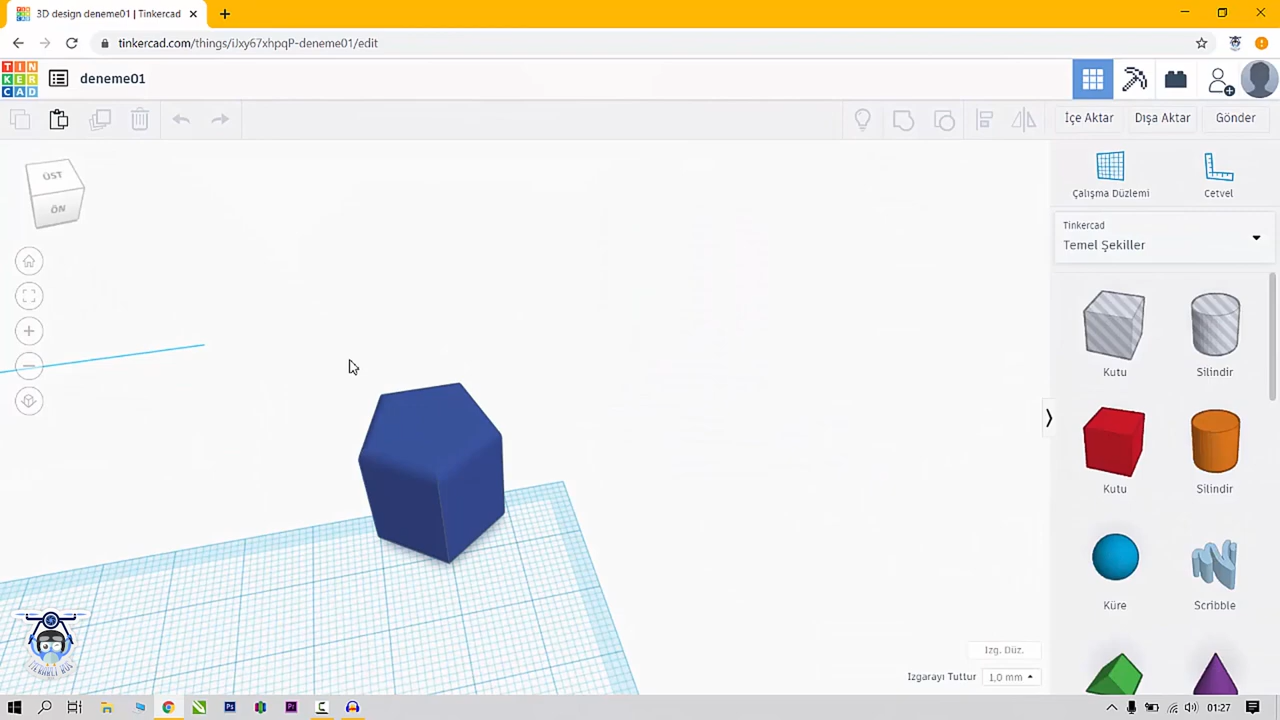 3D design deneme01 | Tinkercad
tinkercad.com/things/iJxy67xhpqP-deneme01/edit
TIN
KER
CAD
deneme01
İçe Aktar
Dışa Aktar
Gönder
ÜST
ÖN
Çalışma Düzlemi
Cetvel
Tinkercad
Temel Şekiller
Kutu
Silindir
Kutu
Silindir
Küre
Scribble
Izg. Düz.
Izgarayı Tuttur
1,0 mm
01:27